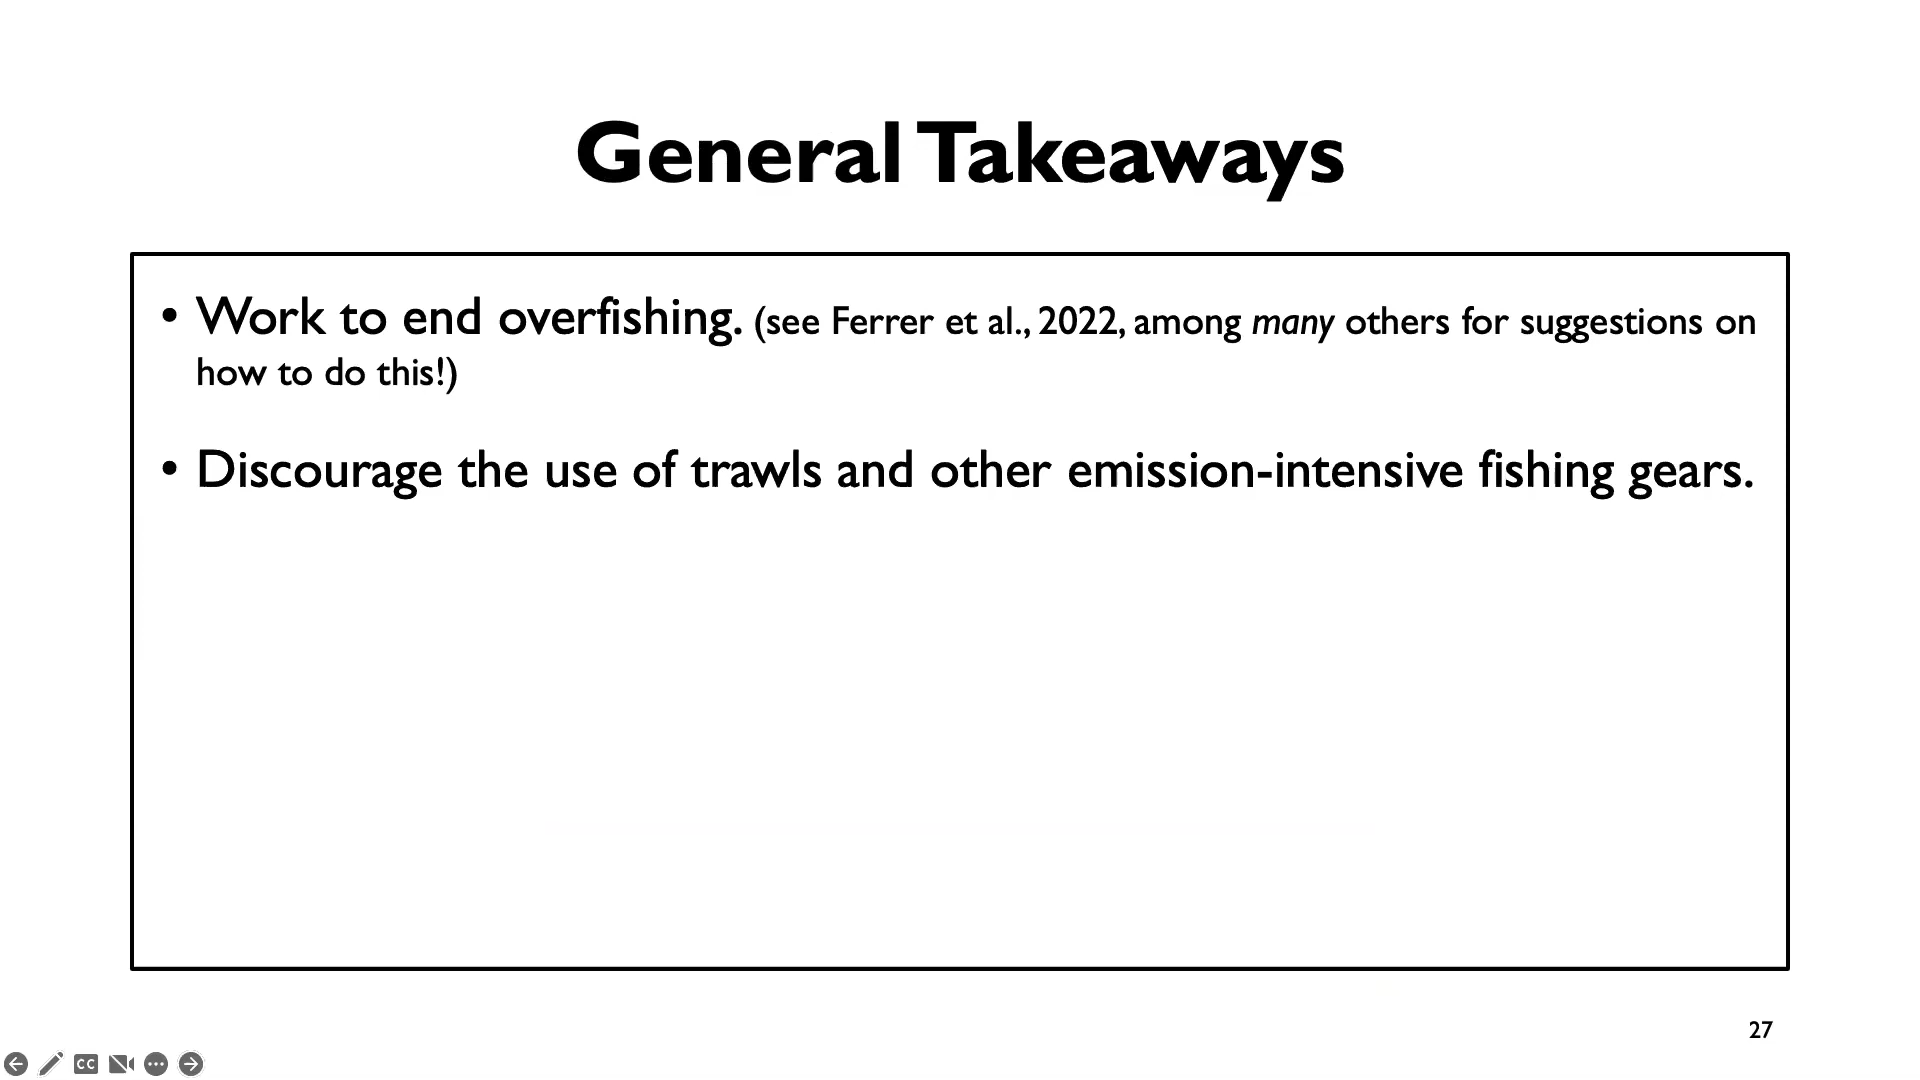 General Takeaways
• Work to end overfishing. (see Ferrer et al., 2022, among many others for suggestions on
how to do this!)
• Discourage the use of trawls and other emission-intensive fishing gears.
27
CC